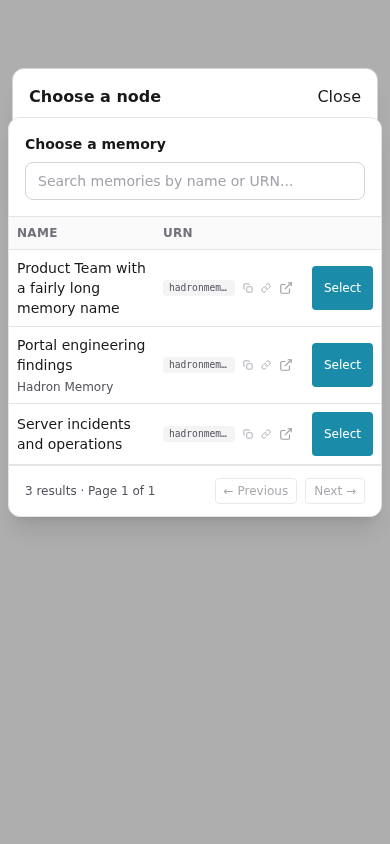 Choose a node Close
Choose a memory
Search memories by name or URN...
NAME URN
Product Team with
a fairly long
memory name
hadronmem… Select
Portal engineering
findings
Hadron Memory
hadronmem… Select
Server incidents
and operations
hadronmem… Select
3 results · Page 1 of 1 ← Previous Next →